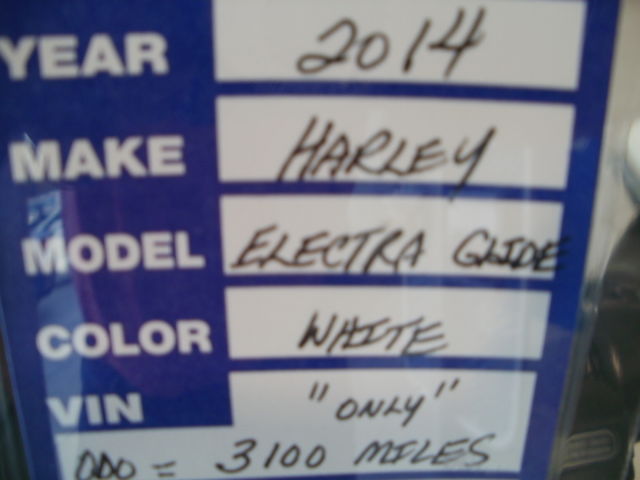 YEAR 2014
MAKE HARLEY
MODEL ELECTRA GLIDE
COLOR WHITE
VIN "ONLY"
ODO = 3100 MILES